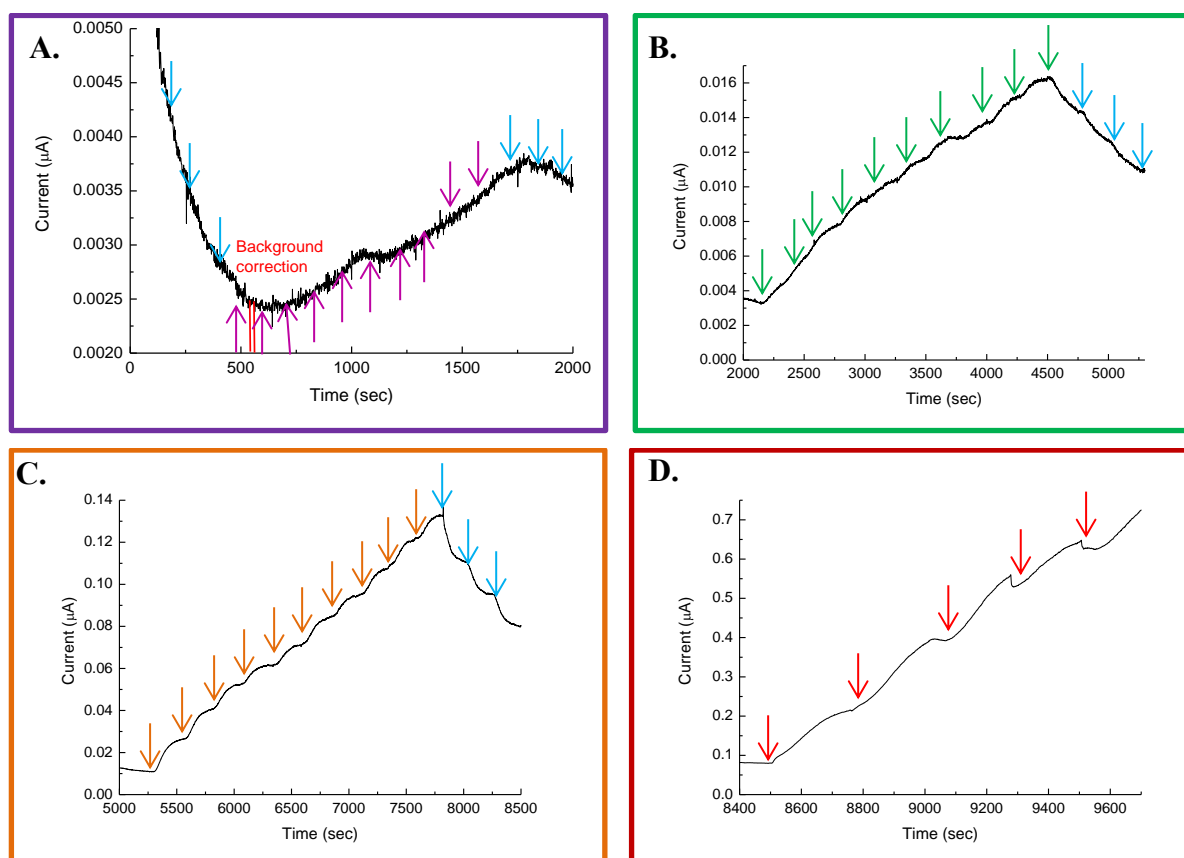 A.
0.0050
0.0045
0.0040
0.0035
0.0030
0.0025
0.0020
Current (μA)
Background
correction
0 500 1000 1500 2000
Time (sec)
B.
0.016
0.014
0.012
0.010
0.008
0.006
0.004
0.002
0.000
Current (μA)
2000 2500 3000 3500 4000 4500 5000
Time (sec)
C.
0.14
0.12
0.10
0.08
0.06
0.04
0.02
0.00
Current (μA)
5000 5500 6000 6500 7000 7500 8000 8500
Time (sec)
D.
0.7
0.6
0.5
0.4
0.3
0.2
0.1
0.0
Current (μA)
8400 8600 8800 9000 9200 9400 9600
Time (sec)